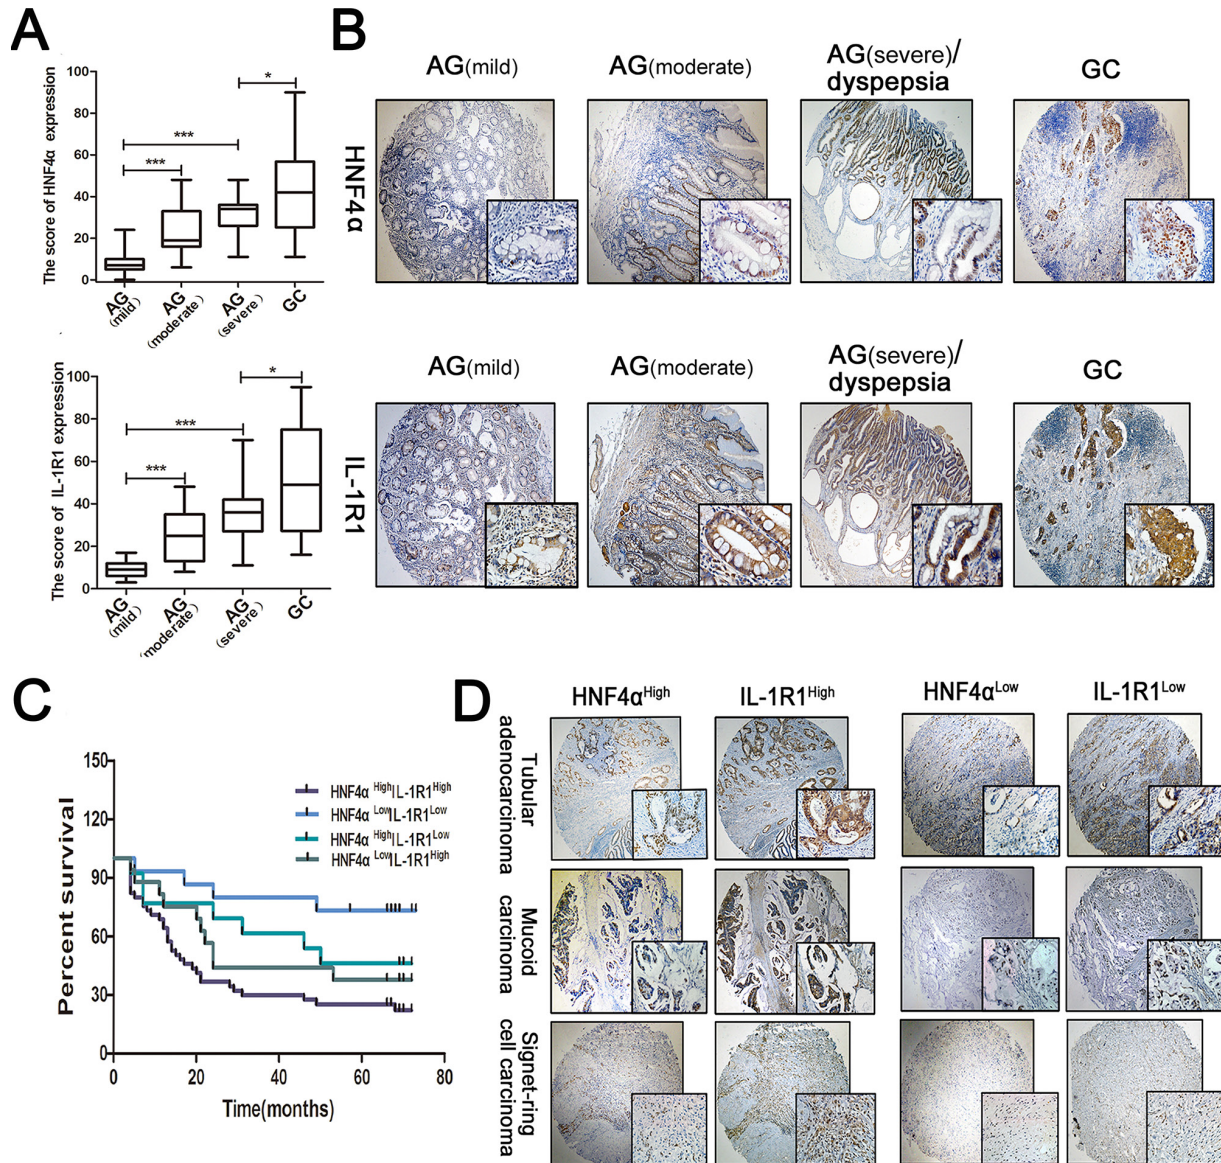 A
The score of HNF4α expression
100
80
60
40
20
0
***
***
*
AG
(mild)
AG
(moderate)
AG
(severe)
GC
The score of IL-1R1 expression
100
80
60
40
20
0
***
***
*
AG
(mild)
AG
(moderate)
AG
(severe)
GC
B
AG(mild)
AG(moderate)
AG(severe)/
dyspepsia
GC
HNF4α
AG(mild)
AG(moderate)
AG(severe)/
dyspepsia
GC
IL-1R1
C
Percent survival
150
120
90
60
30
0
0
20
40
60
80
Time(months)
HNF4α HighIL-1R1High
HNF4α LowIL-1R1Low
HNF4α HighIL-1R1Low
HNF4α LowIL-1R1High
D
HNF4αHigh
IL-1R1High
HNF4αLow
IL-1R1Low
Tubular
adenocarcinoma
Mucoid
carcinoma
Signet-ring
cell carcinoma